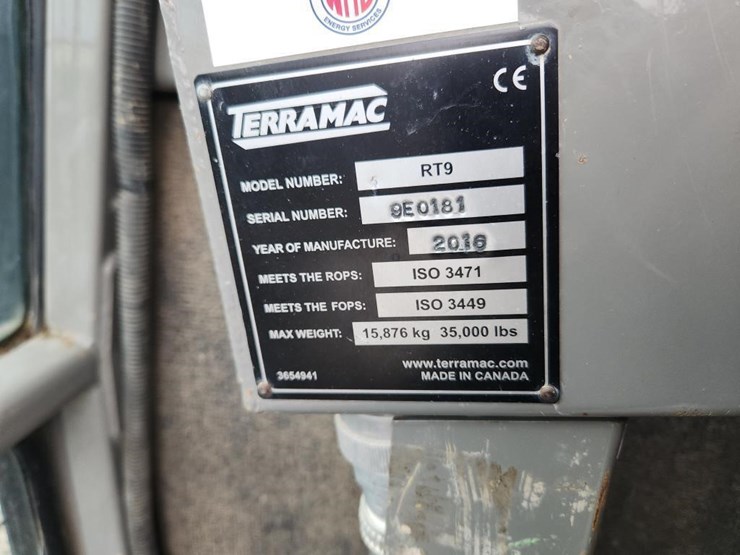 ENERGY SERVICES
CE
TERRAMAC
MODEL NUMBER: RT9
SERIAL NUMBER: 9E0181
YEAR OF MANUFACTURE: 2016
MEETS THE ROPS: ISO 3471
MEETS THE FOPS: ISO 3449
MAX WEIGHT: 15,876 kg 35,000 lbs
www.terramac.com
3654941 MADE IN CANADA